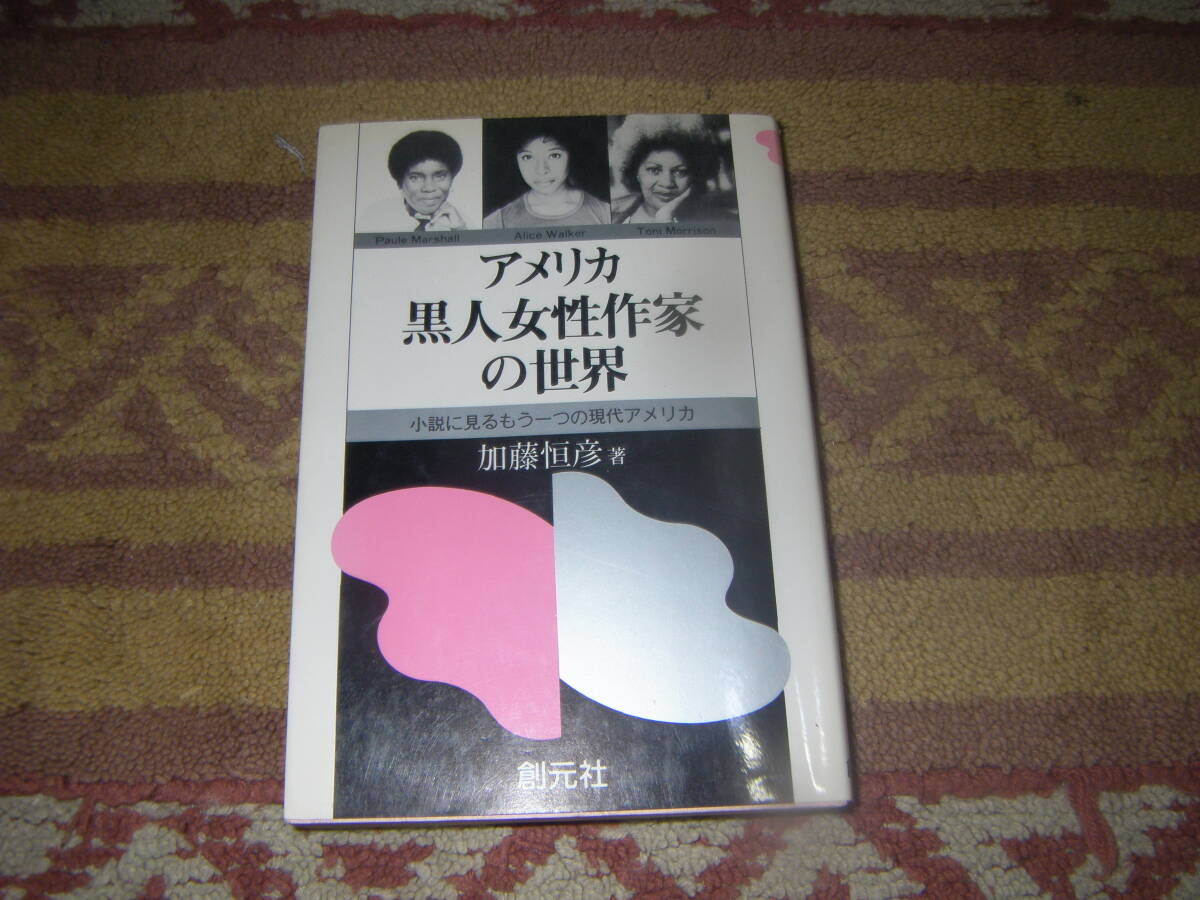 Paule Marshall Alice Walker Toni Morrison
アメリカ
黒人女性作家
の世界
小説に見るもう一つの現代アメリカ
加藤恒彦 著
創元社